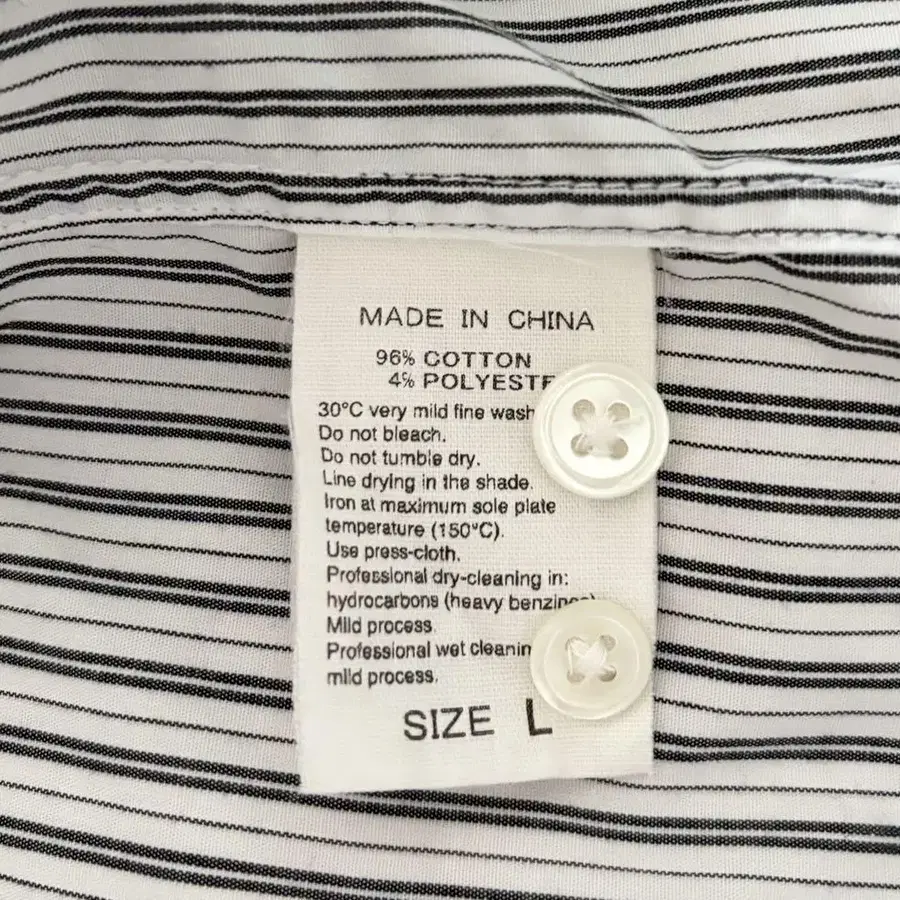 MADE IN CHINA
96% COTTON
4% POLYESTE
30°C very mild fine wash
Do not bleach.
Do not tumble dry.
Line drying in the shade.
Iron at maximum sole plate
temperature (150°C).
Use press-cloth.
Professional dry-cleaning in:
hydrocarbons (heavy benzines)
Mild process.
Professional wet cleanin
mild process.
SIZE L